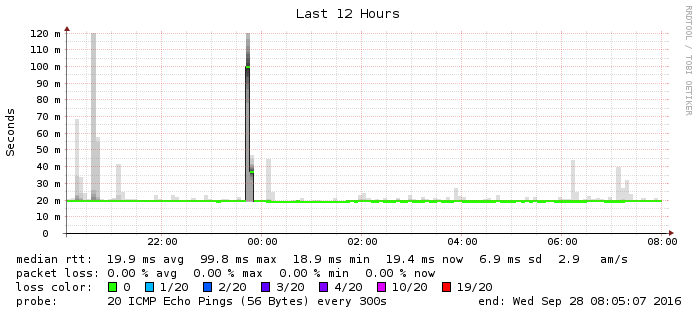 Last 12 Hours
RRDTOOL / TOBI OETIKER
Seconds
120 m
110 m
100 m
90 m
80 m
70 m
60 m
50 m
40 m
30 m
20 m
10 m
0
22:00 00:00 02:00 04:00 06:00 08:00
median rtt: 19.9 ms avg 99.8 ms max 18.9 ms min 19.4 ms now 6.9 ms sd 2.9 am/s
packet loss: 0.00 % avg 0.00 % max 0.00 % min 0.00 % now
loss color: 0 1/20 2/20 3/20 4/20 10/20 19/20
probe: 20 ICMP Echo Pings (56 Bytes) every 300s end: Wed Sep 28 08:05:07 2016